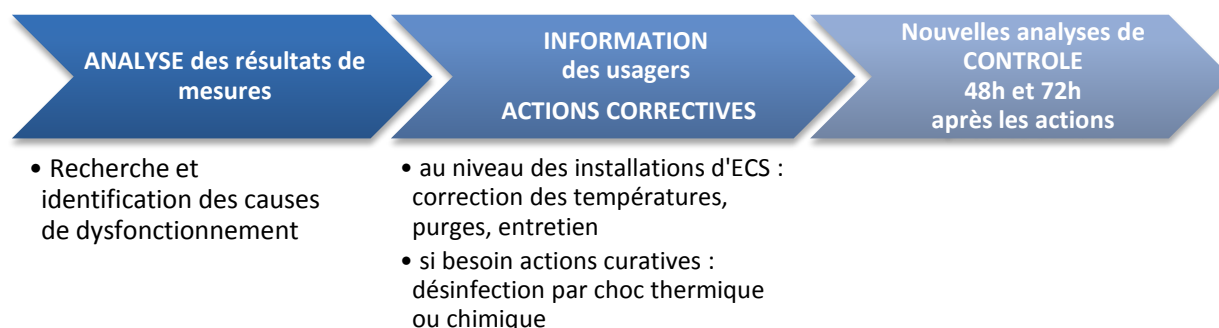 ANALYSE des résultats de
mesures
• Recherche et
identification des causes
de dysfonctionnement
INFORMATION
des usagers
ACTIONS CORRECTIVES
• au niveau des installations d'ECS :
correction des températures,
purges, entretien
• si besoin actions curatives :
désinfection par choc thermique
ou chimique
Nouvelles analyses de
CONTROLE
48h et 72h
après les actions